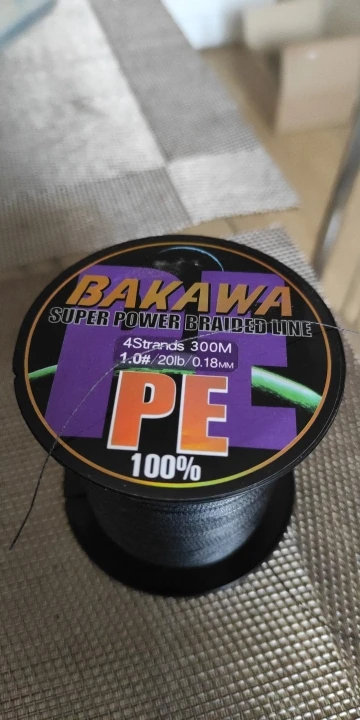 BAKAWA
SUPER POWER BRAIDED LINE
4Strands 300M
1.0#/20lb/0.18MM
PE
100%